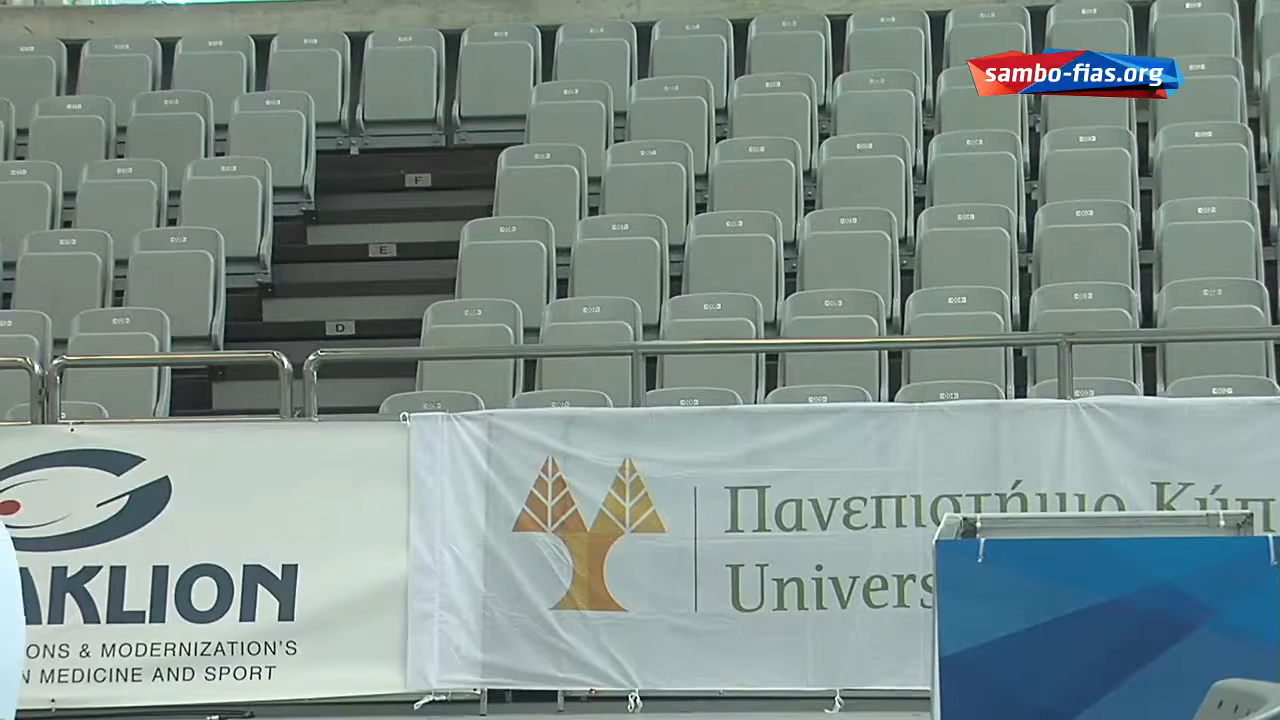 sambo-fias.org
F
E
D
AKLION
ONS & MODERNIZATION'S
N MEDICINE AND SPORT
Πανεπιστήμιο Κύπ
Univers